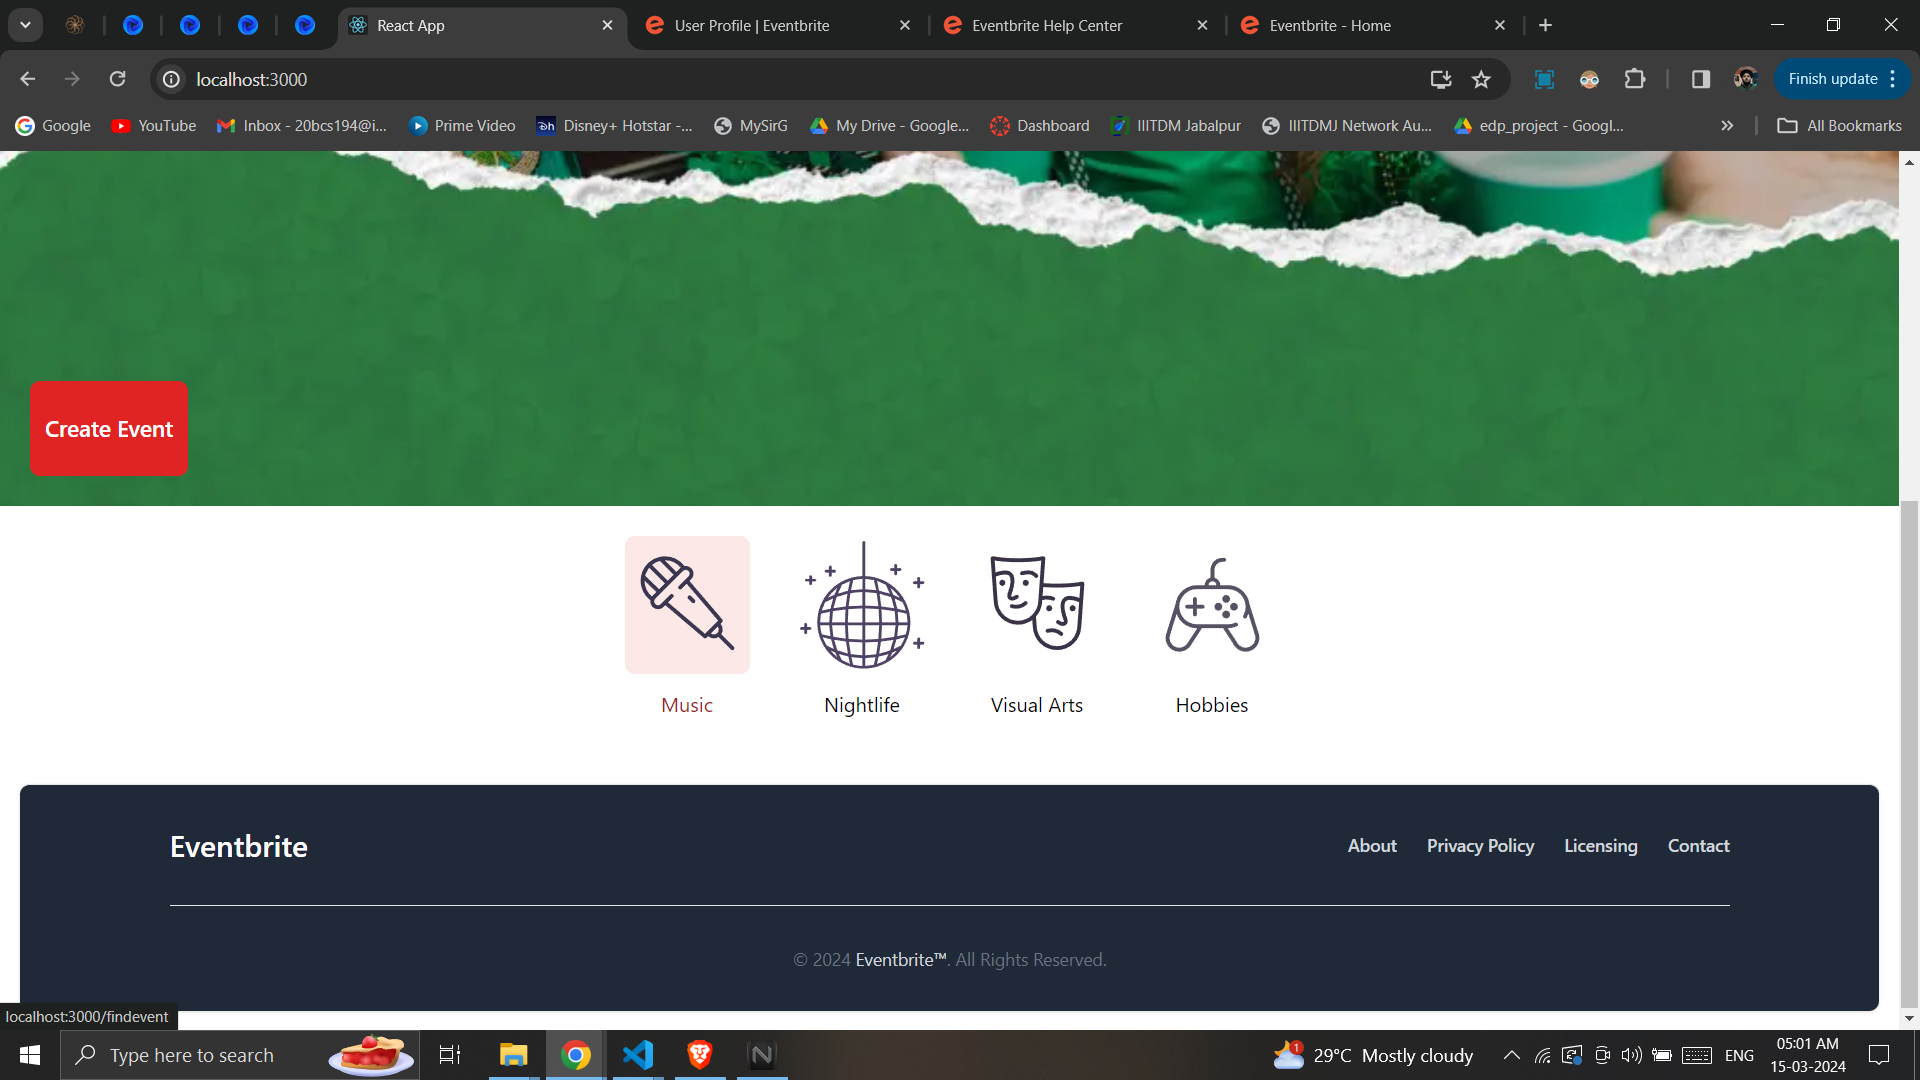 React App
User Profile | Eventbrite
Eventbrite Help Center
Eventbrite - Home
localhost:3000
Finish update
Google
YouTube
Inbox - 20bcs194@i...
Prime Video
Disney+ Hotstar -...
MySirG
My Drive - Google...
Dashboard
IIITDM Jabalpur
IIITDMJ Network Au...
edp_project - Googl...
All Bookmarks
Create Event
Music
Nightlife
Visual Arts
Hobbies
Eventbrite
About
Privacy Policy
Licensing
Contact
© 2024 Eventbrite™. All Rights Reserved.
localhost:3000/findevent
Type here to search
1
29°C Mostly cloudy
ENG
05:01 AM
15-03-2024